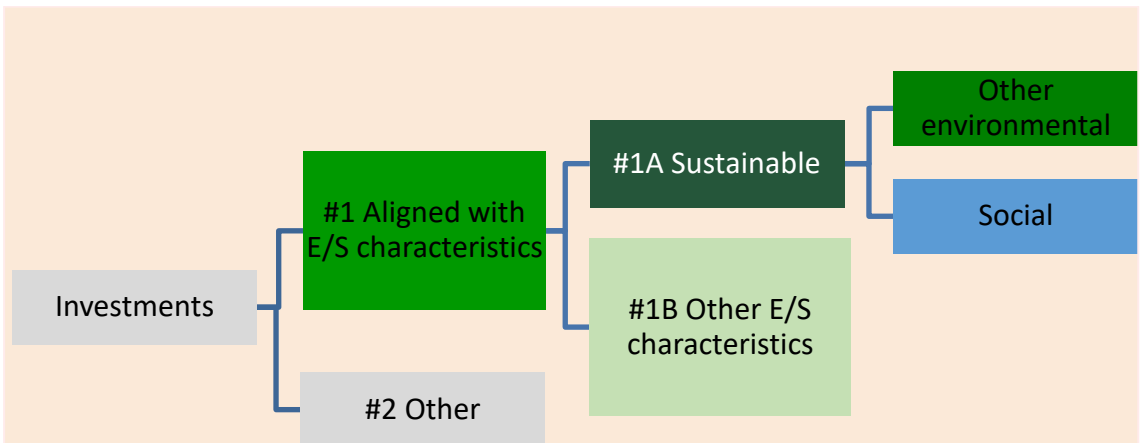 Investments
#1 Aligned with
E/S characteristics
#2 Other
#1A Sustainable
#1B Other E/S
characteristics
Other
environmental
Social